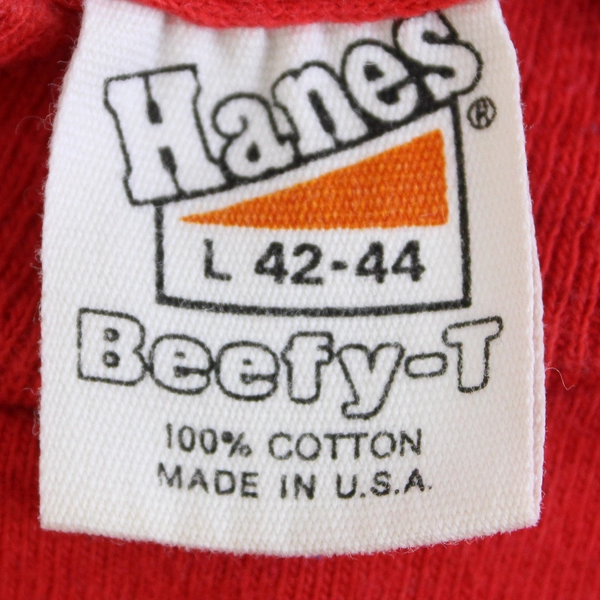 Hanes ®
L 42-44
Beefy-T
100% COTTON
MADE IN U.S.A.